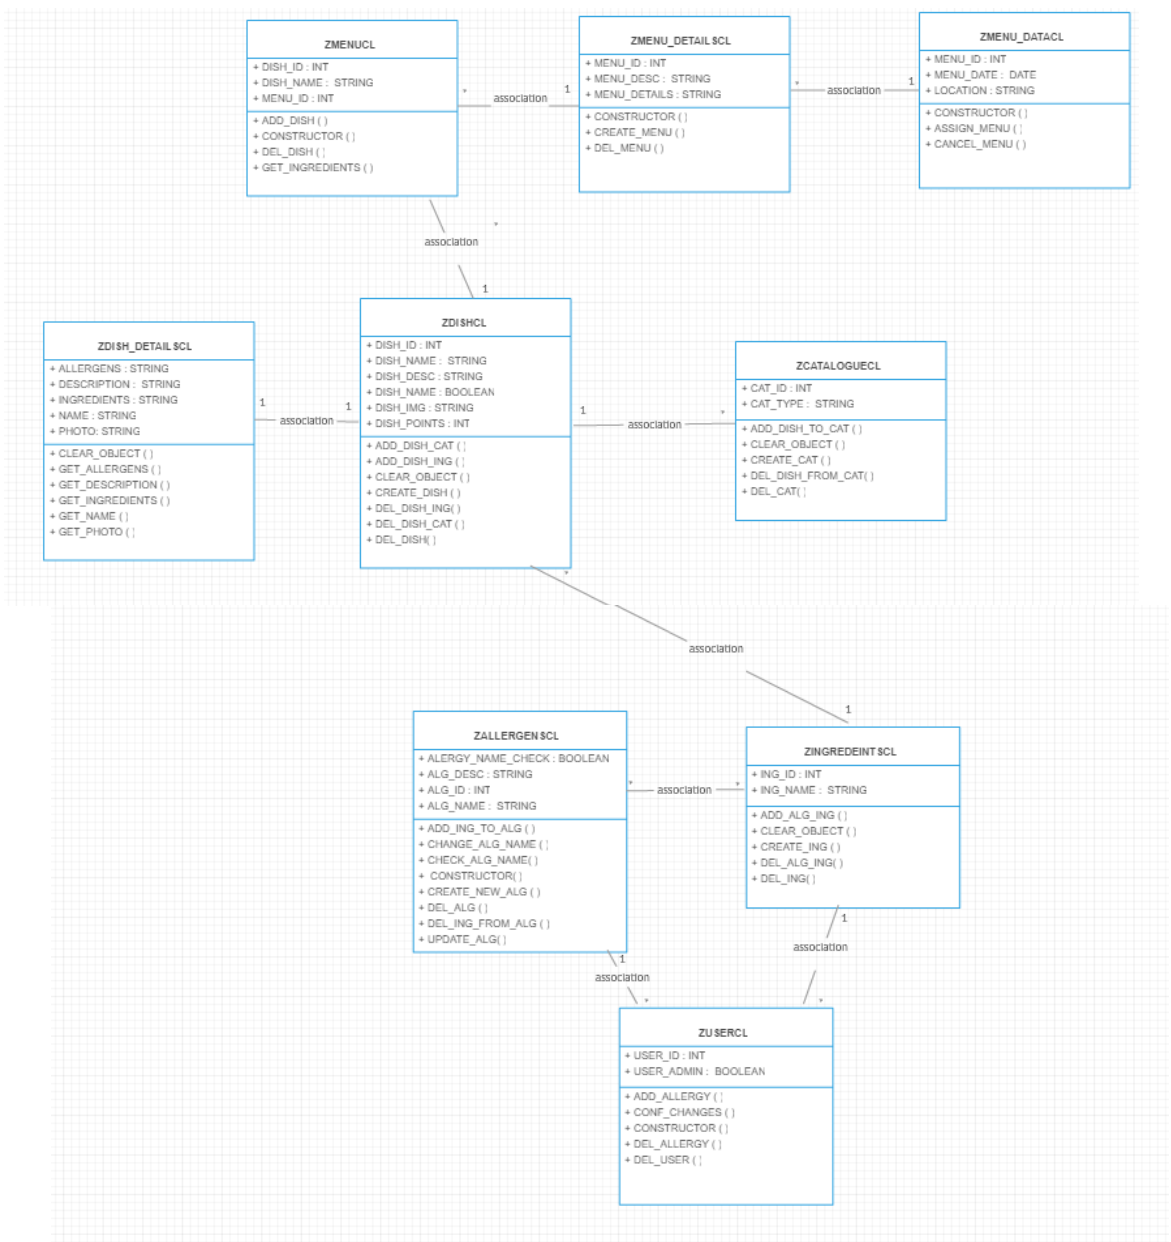 ZMENUCL
+ DISH_ID : INT
+ DISH_NAME : STRING
+ MENU_ID : INT
+ ADD_DISH ( )
+ CONSTRUCTOR ( )
+ DEL_DISH ( )
+ GET_INGREDIENTS ( )
*
association
1
ZMENU_DETAILSCL
+ MENU_ID : INT
+ MENU_DESC : STRING
+ MENU_DETAILS : STRING
+ CONSTRUCTOR ( )
+ CREATE_MENU ( )
+ DEL_MENU ( )
*
association
1
ZMENU_DATACL
+ MENU_ID : INT
+ MENU_DATE : DATE
+ LOCATION : STRING
+ CONSTRUCTOR ( )
+ ASSIGN_MENU ( )
+ CANCEL_MENU ( )
*
association
1
ZDISH_DETAILSCL
+ ALLERGENS : STRING
+ DESCRIPTION : STRING
+ INGREDIENTS : STRING
+ NAME : STRING
+ PHOTO: STRING
+ CLEAR_OBJECT ( )
+ GET_ALLERGENS ( )
+ GET_DESCRIPTION ( )
+ GET_INGREDIENTS ( )
+ GET_NAME ( )
+ GET_PHOTO ( )
1
association
1
ZDISHCL
+ DISH_ID : INT
+ DISH_NAME : STRING
+ DISH_DESC : STRING
+ DISH_NAME : BOOLEAN
+ DISH_IMG : STRING
+ DISH_POINTS : INT
+ ADD_DISH_CAT ( )
+ ADD_DISH_ING ( )
+ CLEAR_OBJECT ( )
+ CREATE_DISH ( )
+ DEL_DISH_ING( )
+ DEL_DISH_CAT ( )
+ DEL_DISH( )
1
association
*
ZCATALOGUECL
+ CAT_ID : INT
+ CAT_TYPE : STRING
+ ADD_DISH_TO_CAT ( )
+ CLEAR_OBJECT ( )
+ CREATE_CAT ( )
+ DEL_DISH_FROM_CAT( )
+ DEL_CAT( )
*
association
1
ZALLERGENSCL
+ ALERGY_NAME_CHECK : BOOLEAN
+ ALG_DESC : STRING
+ ALG_ID : INT
+ ALG_NAME : STRING
+ ADD_ING_TO_ALG ( )
+ CHANGE_ALG_NAME ( )
+ CHECK_ALG_NAME( )
+ CONSTRUCTOR( )
+ CREATE_NEW_ALG ( )
+ DEL_ALG ( )
+ DEL_ING_FROM_ALG ( )
+ UPDATE_ALG( )
*
association
*
ZINGREDEINTSCL
+ ING_ID : INT
+ ING_NAME : STRING
+ ADD_ALG_ING ( )
+ CLEAR_OBJECT ( )
+ CREATE_ING ( )
+ DEL_ALG_ING( )
+ DEL_ING( )
1
association
*
1
association
*
ZUSERCL
+ USER_ID : INT
+ USER_ADMIN : BOOLEAN
+ ADD_ALLERGY ( )
+ CONF_CHANGES ( )
+ CONSTRUCTOR ( )
+ DEL_ALLERGY ( )
+ DEL_USER ( )